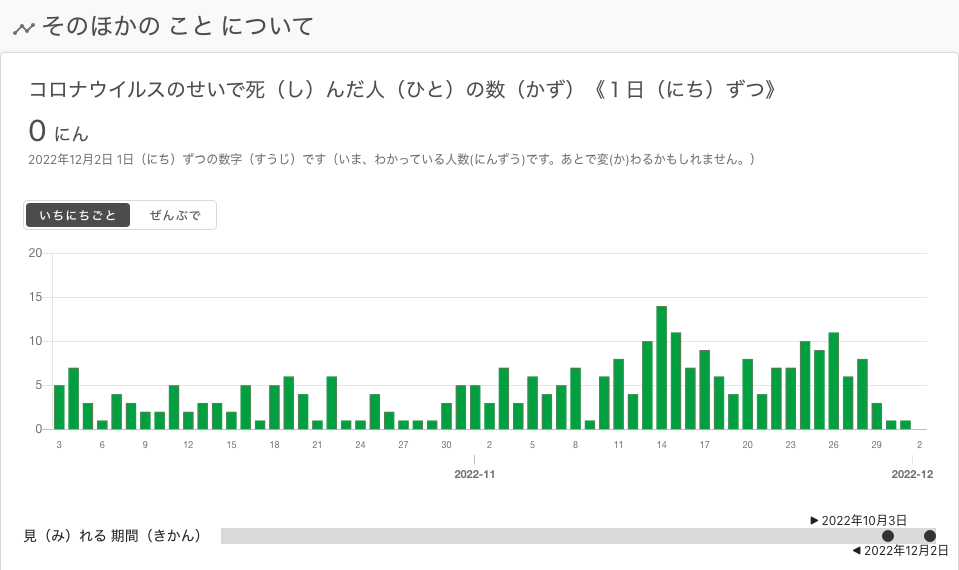 そのほかの こと について
コロナウイルスのせいで死（し）んだ人（ひと）の数（かず）《１日（にち）ずつ》
0 にん
2022年12月2日 1日（にち）ずつの数字（すうじ）です（いま、わかっている人数(にんずう)です。あとで変(か)わるかもしれません。）
いちにちごと ぜんぶで
20
15
10
5
0
3 6 9 12 15 18 21 24 27 30 2 5 8 11 14 17 20 23 26 29 2
2022-11 2022-12
▶ 2022年10月3日
見（み）れる 期間（きかん）
◀ 2022年12月2日